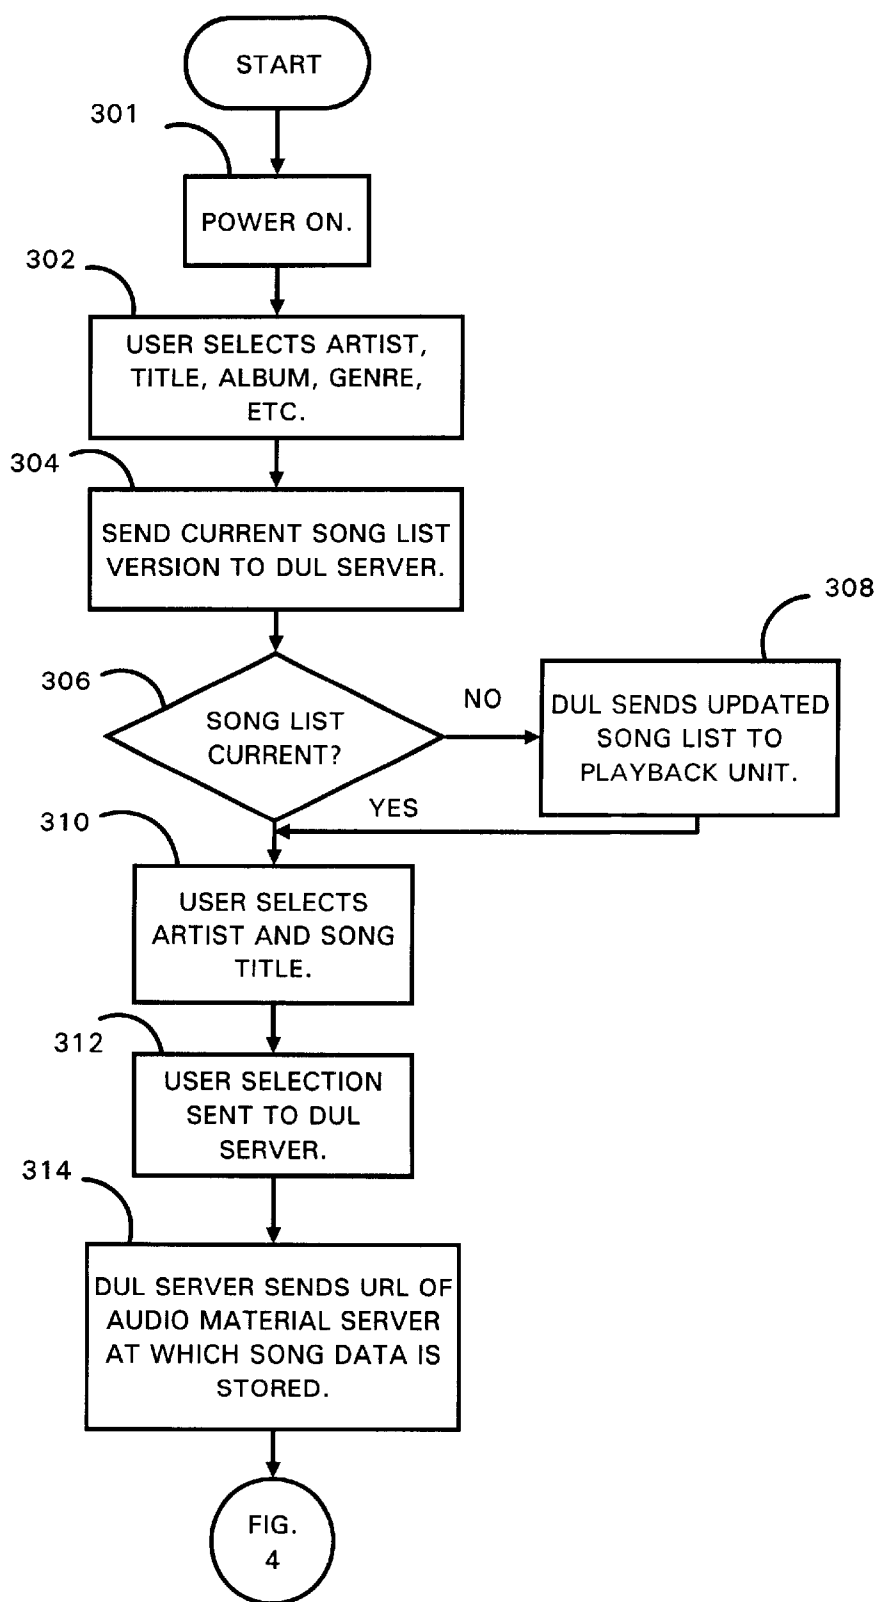 START
301
POWER ON.
302
USER SELECTS ARTIST,
TITLE, ALBUM, GENRE,
ETC.
304
SEND CURRENT SONG LIST
VERSION TO DUL SERVER.
306
SONG LIST
CURRENT?
NO
308
DUL SENDS UPDATED
SONG LIST TO
PLAYBACK UNIT.
YES
310
USER SELECTS
ARTIST AND SONG
TITLE.
312
USER SELECTION
SENT TO DUL
SERVER.
314
DUL SERVER SENDS URL OF
AUDIO MATERIAL SERVER
AT WHICH SONG DATA IS
STORED.
FIG.
4